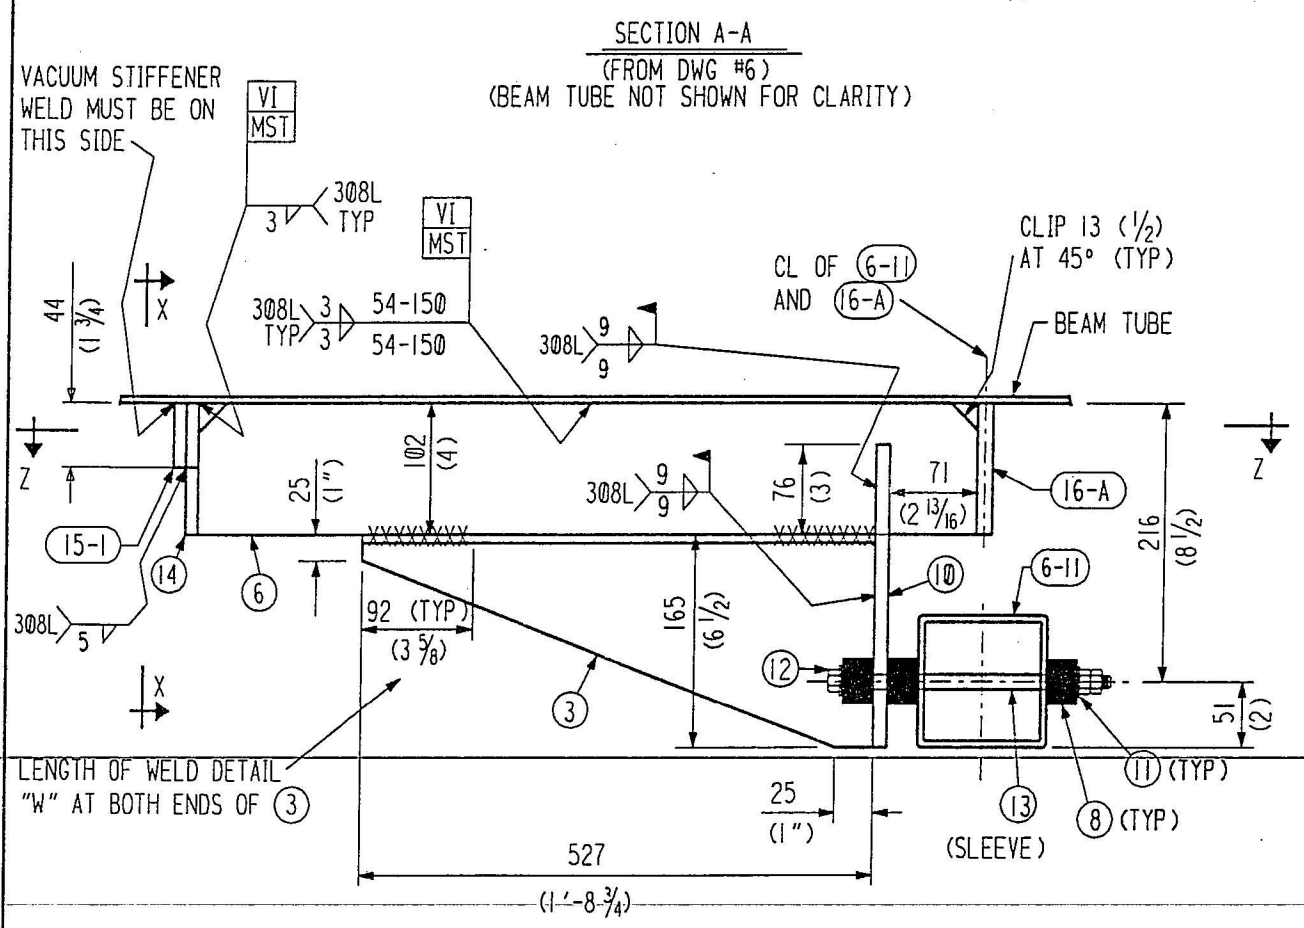 SECTION A-A
(FROM DWG #6)
(BEAM TUBE NOT SHOWN FOR CLARITY)
VACUUM STIFFENER
WELD MUST BE ON
THIS SIDE
VI
MST
308L
TYP
3
VI
MST
308L
TYP
3
3
54-150
54-150
308L
9
9
CL OF 6-11
AND 16-A
CLIP 13 (1/2)
AT 45° (TYP)
BEAM TUBE
X
44
(1 3/4)
Z
Z
102
(4)
25
(1")
308L
9
9
76
(3)
71
(2 13/16)
16-A
216
(8 1/2)
15-1
14
6
10
6-11
308L
5
92 (TYP)
(3 5/8)
165
(6 1/2)
12
X
3
51
(2)
LENGTH OF WELD DETAIL
"W" AT BOTH ENDS OF 3
25
(1")
13
(SLEEVE)
8 (TYP)
11 (TYP)
527
(1'-8 3/4)